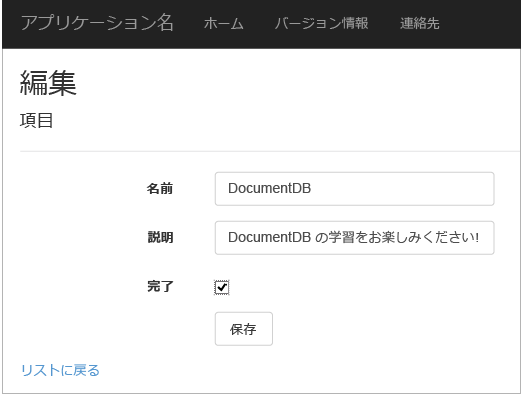 アプリケーション名 ホーム バージョン情報 連絡先
編集
項目
名前 DocumentDB
説明 DocumentDB の学習をお楽しみください!
完了
保存
リストに戻る